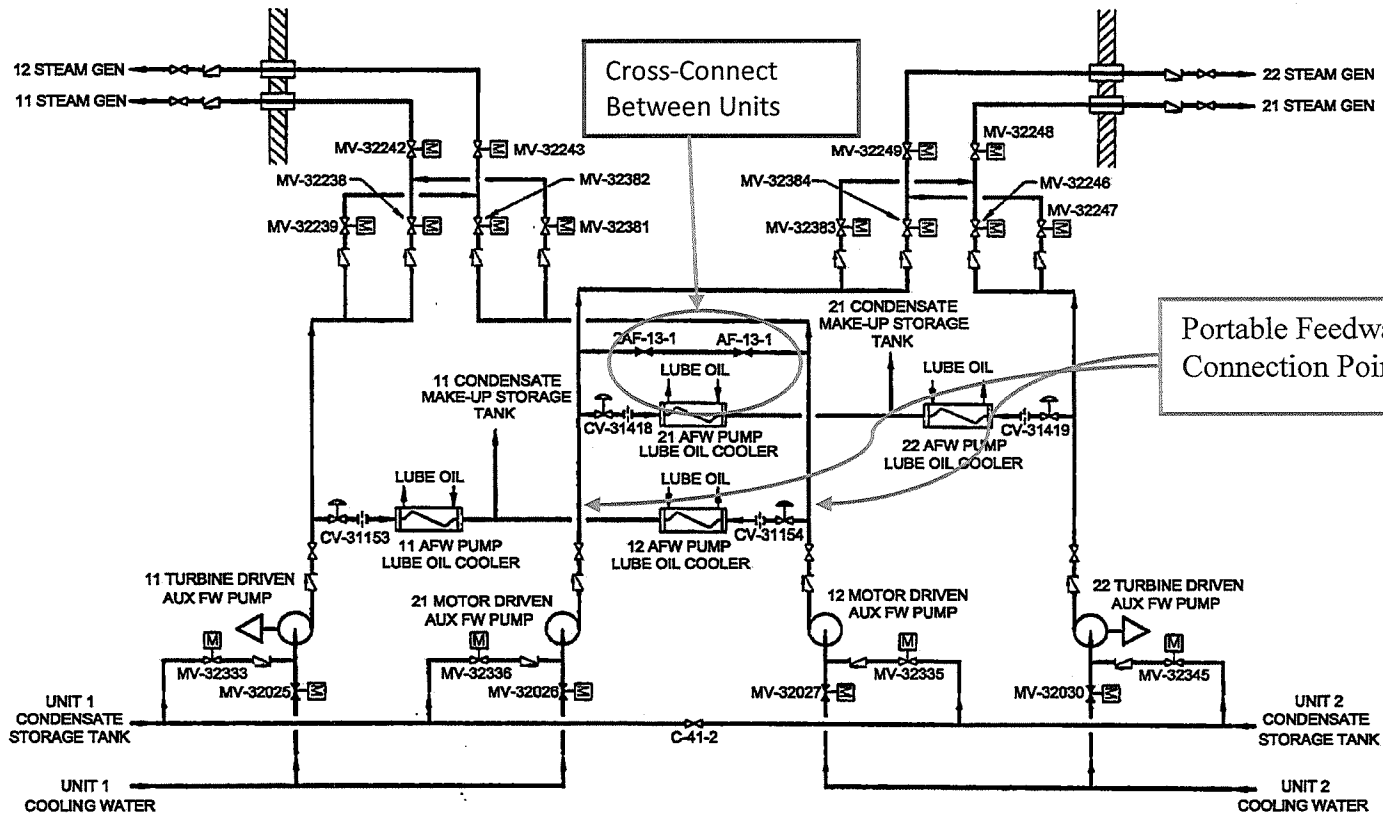 12 STEAM GEN
11 STEAM GEN
Cross-Connect
Between Units
22 STEAM GEN
21 STEAM GEN
MV-32242
MV-32243
MV-32249
MV-32248
MV-32238
MV-32382
MV-32384
MV-32246
MV-32239
MV-32381
MV-32383
MV-32247
M
M
M
M
M
M
M
M
M
M
M
M
21 CONDENSATE
MAKE-UP STORAGE
TANK
2AF-13-1
AF-13-1
Portable Feedwa
Connection Poin
11 CONDENSATE
MAKE-UP STORAGE
TANK
LUBE OIL
LUBE OIL
CV-31418
21 AFW PUMP
LUBE OIL COOLER
22 AFW PUMP
LUBE OIL COOLER
CV-31419
LUBE OIL
LUBE OIL
CV-31153
11 AFW PUMP
LUBE OIL COOLER
12 AFW PUMP
LUBE OIL COOLER
CV-31154
11 TURBINE DRIVEN
AUX FW PUMP
21 MOTOR DRIVEN
AUX FW PUMP
12 MOTOR DRIVEN
AUX FW PUMP
22 TURBINE DRIVEN
AUX FW PUMP
M
M
M
M
MV-32333
MV-32336
MV-32335
MV-32345
MV-32025
M
MV-32026
M
MV-32027
M
MV-32030
M
UNIT 1
CONDENSATE
STORAGE TANK
C-41-2
UNIT 2
CONDENSATE
STORAGE TANK
UNIT 1
COOLING WATER
UNIT 2
COOLING WATER